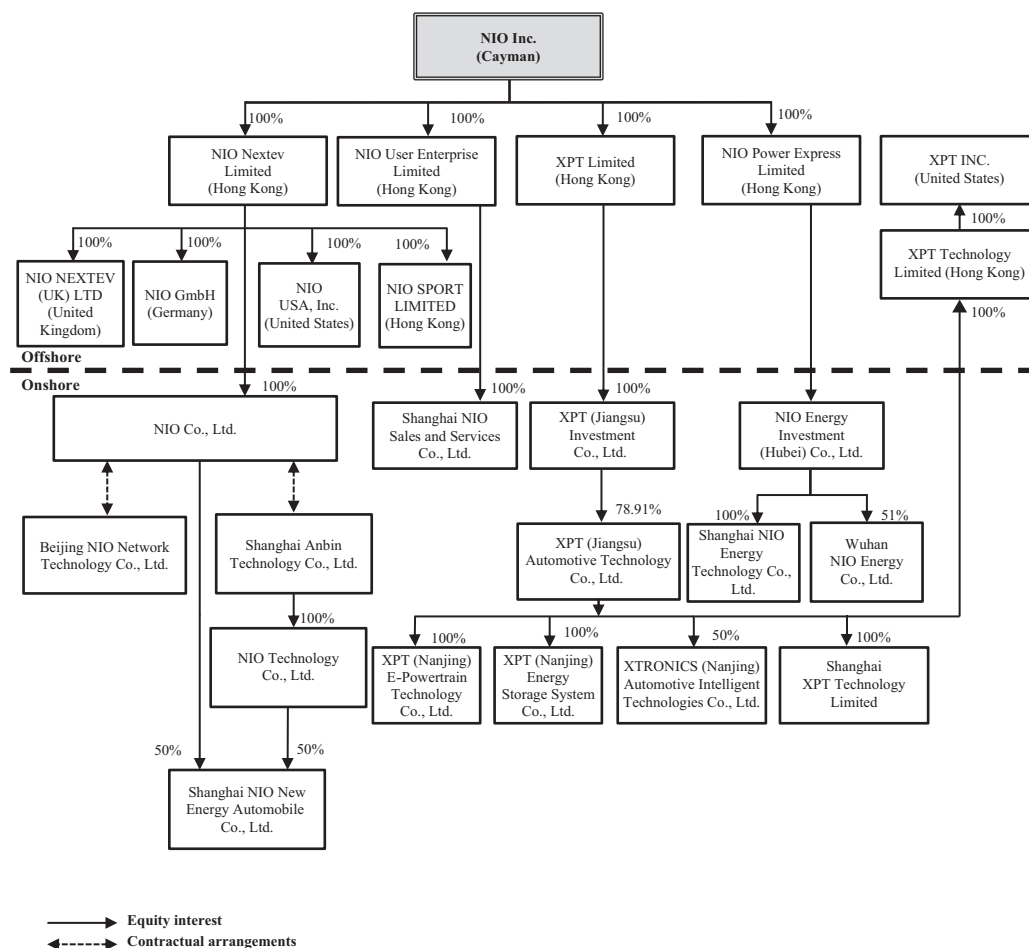 NIO Inc.
(Cayman)
100%
100%
100%
100%
NIO Nextev
Limited
(Hong Kong)
NIO User Enterprise
Limited
(Hong Kong)
XPT Limited
(Hong Kong)
NIO Power Express
Limited
(Hong Kong)
XPT INC.
(United States)
100%
XPT Technology
Limited (Hong Kong)
100%
100%
100%
100%
100%
NIO NEXTEV
(UK) LTD
(United
Kingdom)
NIO GmbH
(Germany)
NIO
USA, Inc.
(United States)
NIO SPORT
LIMITED
(Hong Kong)
Offshore
Onshore
100%
100%
100%
NIO Co., Ltd.
Shanghai NIO
Sales and Services
Co., Ltd.
XPT (Jiangsu)
Investment
Co., Ltd.
NIO Energy
Investment
(Hubei) Co., Ltd.
78.91%
100%
51%
Beijing NIO Network
Technology Co., Ltd.
Shanghai Anbin
Technology Co., Ltd.
XPT (Jiangsu)
Automotive Technology
Co., Ltd.
Shanghai NIO
Energy
Technology Co.,
Ltd.
Wuhan
NIO Energy
Co., Ltd.
100%
100%
100%
50%
100%
NIO Technology
Co., Ltd.
XPT (Nanjing)
E-Powertrain
Technology
Co., Ltd.
XPT (Nanjing)
Energy
Storage System
Co., Ltd.
XTRONICS (Nanjing)
Automotive Intelligent
Technologies Co., Ltd.
Shanghai
XPT Technology
Limited
50%
50%
Shanghai NIO New
Energy Automobile
Co., Ltd.
Equity interest
Contractual arrangements